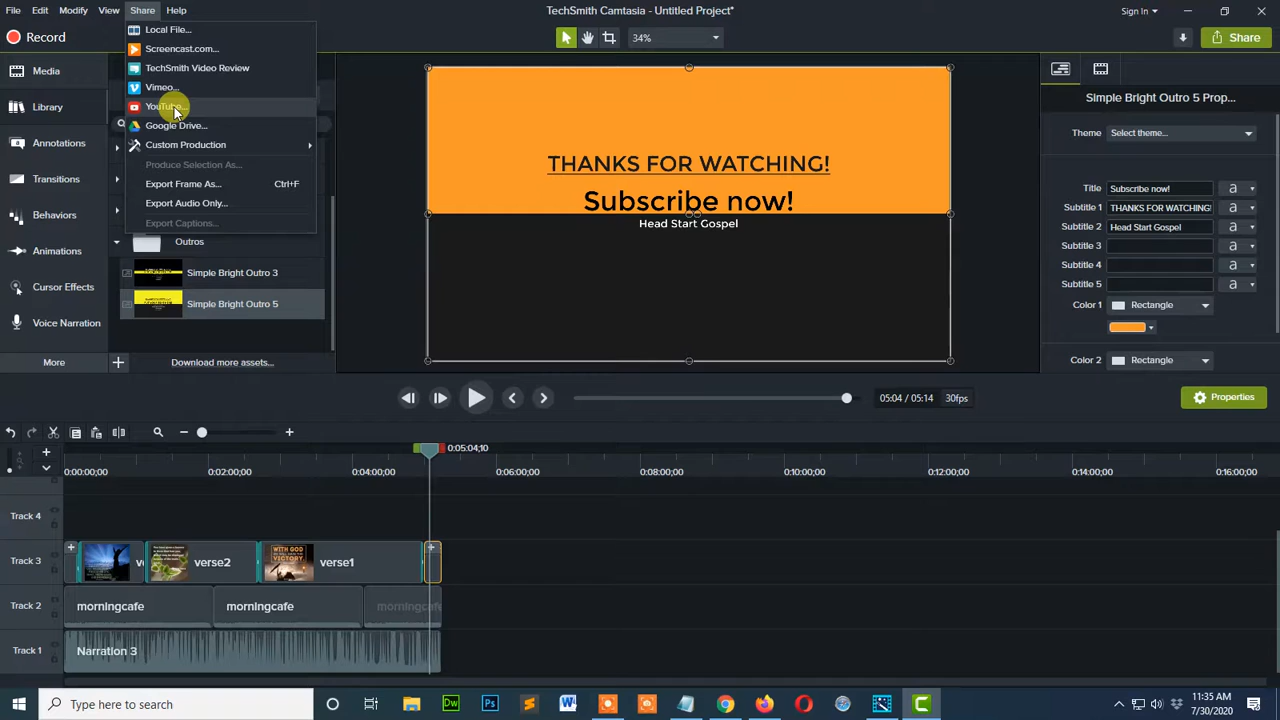 File Edit Modify View Share Help
TechSmith Camtasia - Untitled Project*
Sign In
Record
34%
Share
Local File...
Screencast.com...
TechSmith Video Review
Vimeo...
YouTube...
Google Drive...
Custom Production
Produce Selection As...
Export Frame As... Ctrl+F
Export Audio Only...
Export Captions...
Media
Library
Annotations
Transitions
Behaviors
Animations
Cursor Effects
Voice Narration
More
Outros
Simple Bright Outro 3
Simple Bright Outro 5
Download more assets...
THANKS FOR WATCHING!
Subscribe now!
Head Start Gospel
Simple Bright Outro 5 Prop...
Theme Select theme...
Title Subscribe now! a
Subtitle 1 THANKS FOR WATCHING! a
Subtitle 2 Head Start Gospel a
Subtitle 3 a
Subtitle 4 a
Subtitle 5 a
Color 1 Rectangle
Color 2 Rectangle
05:04 / 05:14 30fps
Properties
0:05:04;10
0:00:00;00 0:02:00;00 0:04:00;00 0:06:00;00 0:08:00;00 0:10:00;00 0:12:00;00 0:14:00;00 0:16:00;00
Track 4
Track 3 verse2 verse1
Track 2 morningcafe morningcafe morningcafe
Track 1 Narration 3
Type here to search
11:35 AM
7/30/2020